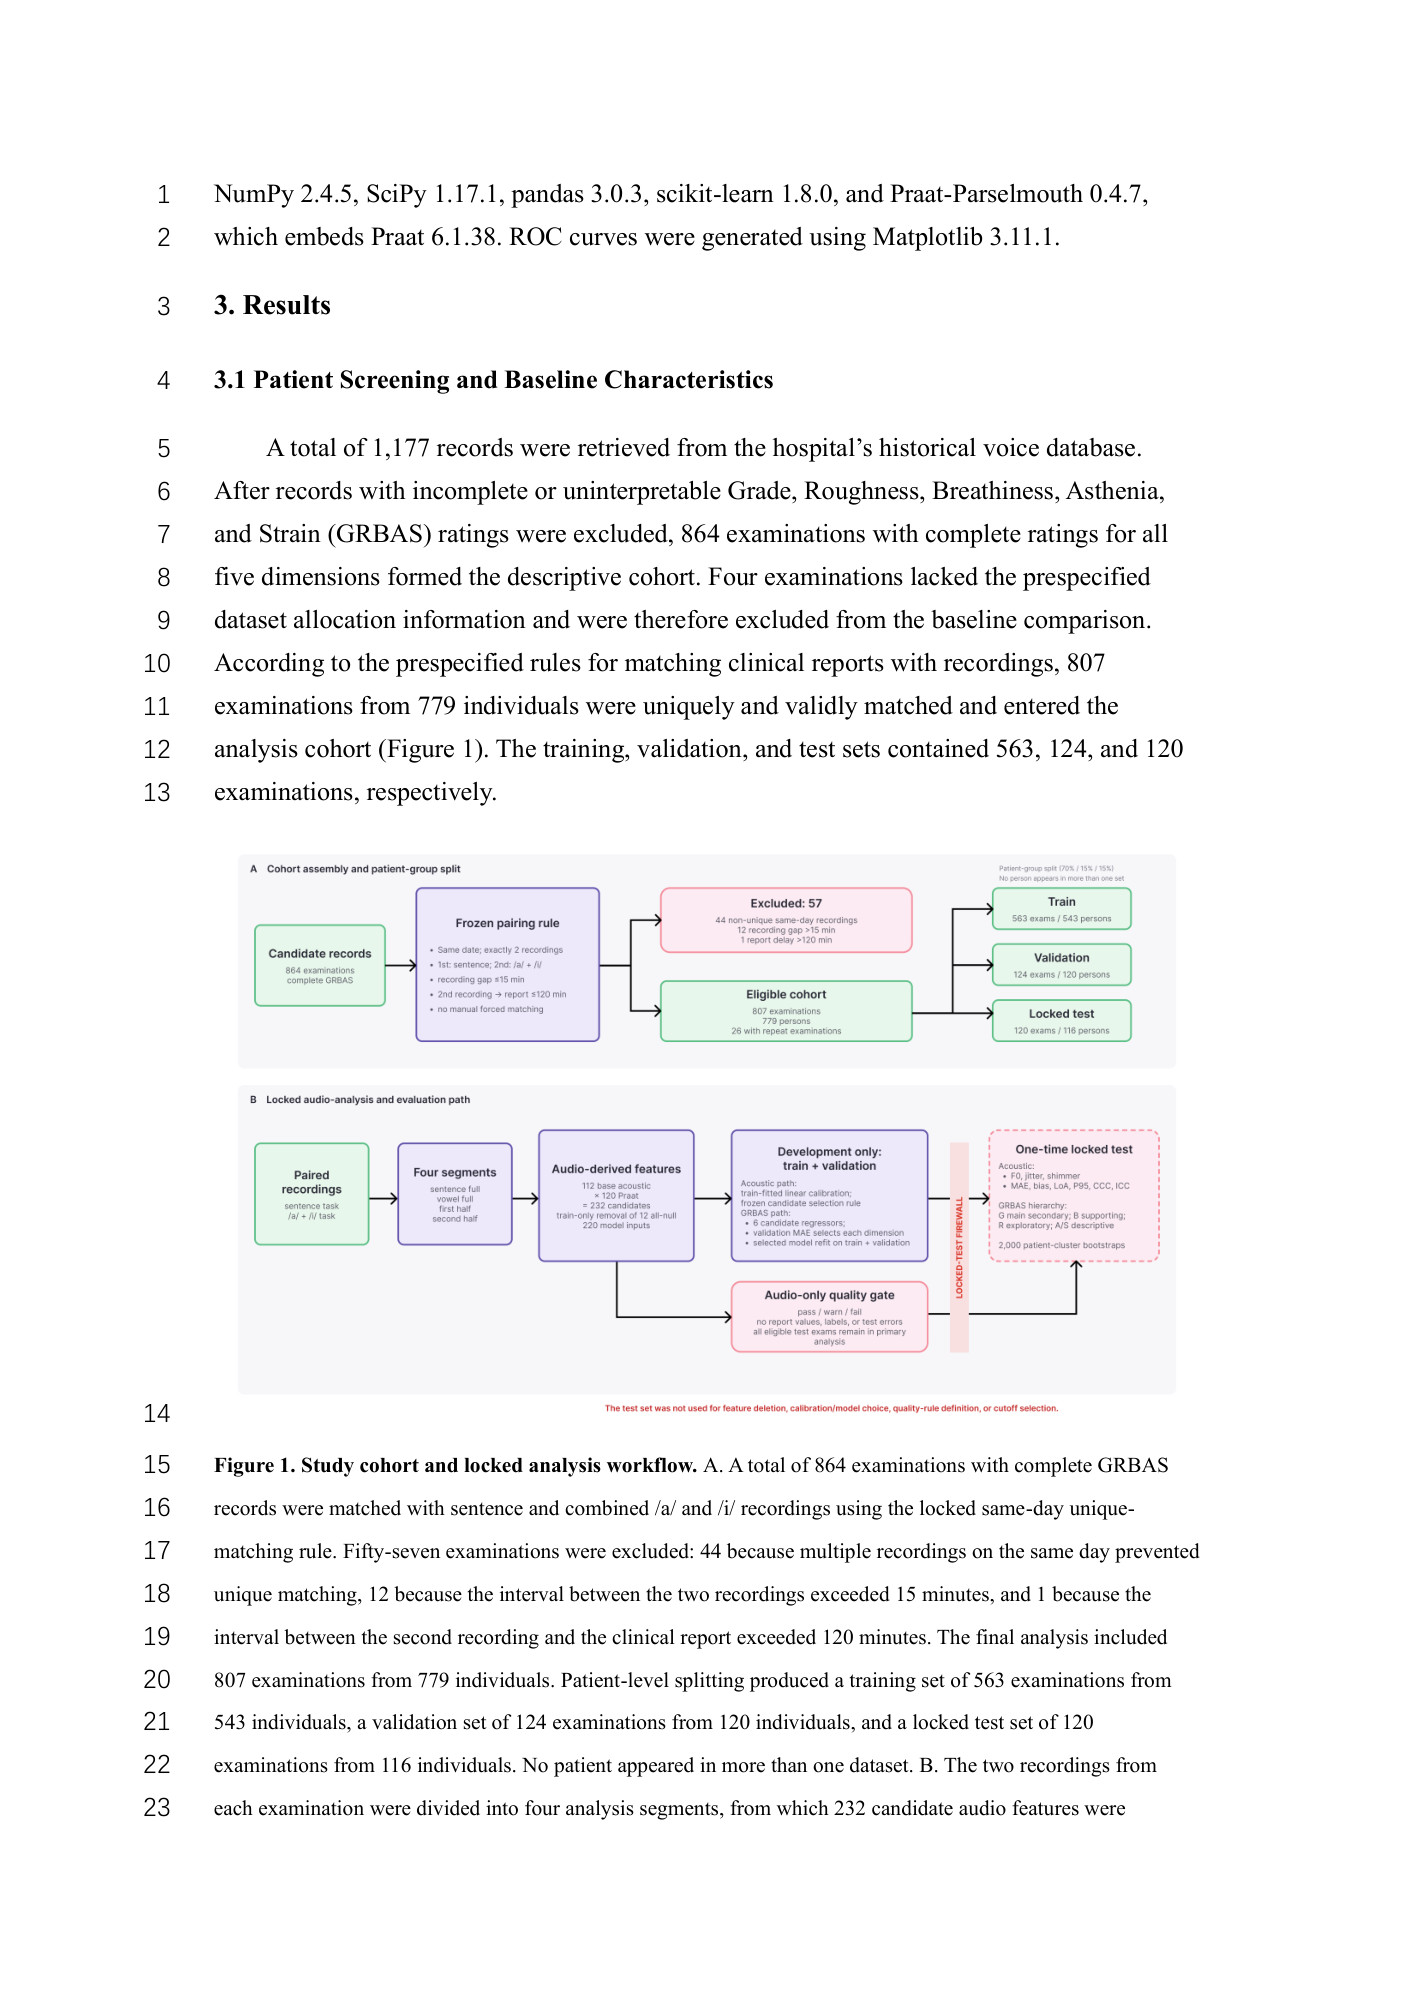 1 NumPy 2.4.5, SciPy 1.17.1, pandas 3.0.3, scikit-learn 1.8.0, and Praat-Parselmouth 0.4.7,
2 which embeds Praat 6.1.38. ROC curves were generated using Matplotlib 3.11.1.
3 3. Results
4 3.1 Patient Screening and Baseline Characteristics
5 A total of 1,177 records were retrieved from the hospital’s historical voice database.
6 After records with incomplete or uninterpretable Grade, Roughness, Breathiness, Asthenia,
7 and Strain (GRBAS) ratings were excluded, 864 examinations with complete ratings for all
8 five dimensions formed the descriptive cohort. Four examinations lacked the prespecified
9 dataset allocation information and were therefore excluded from the baseline comparison.
10 According to the prespecified rules for matching clinical reports with recordings, 807
11 examinations from 779 individuals were uniquely and validly matched and entered the
12 analysis cohort (Figure 1). The training, validation, and test sets contained 563, 124, and 120
13 examinations, respectively.
A Cohort assembly and patient-group split
Candidate records
864 examinations
complete GRBAS
Frozen pairing rule
• Same date; exactly 2 recordings
• 1st: sentence; 2nd: /a/ + /i/
• recording gap ≤15 min
• 2nd recording → report ≤120 min
• no manual forced matching
Excluded: 57
44 non-unique same-day recordings
12 recording gap >15 min
1 report delay >120 min
Eligible cohort
807 examinations
779 persons
26 with repeat examinations
Patient-group split (70% / 15% / 15%)
No person appears in more than one set
Train
563 exams / 543 persons
Validation
124 exams / 120 persons
Locked test
120 exams / 116 persons
B Locked audio-analysis and evaluation path
Paired
recordings
sentence task
/a/ + /i/ task
Four segments
sentence full
vowel full
first half
second half
Audio-derived features
112 base acoustic
+ 120 Praat
= 232 candidates
train-only removal of 12 all-null
220 model inputs
Development only:
train + validation
Acoustic path:
train-fitted linear calibration;
frozen candidate selection rule
GRBAS path:
• 6 candidate regressors;
• validation MAE selects each dimension
• selected model refit on train + validation
Audio-only quality gate
pass / warn / fail
no report values, labels, or test errors
all eligible test exams remain in primary
analysis
LOCKED-TEST FIREWALL
One-time locked test
Acoustic:
• F0, jitter, shimmer
• MAE, bias, LoA, P95, CCC, ICC
GRBAS hierarchy:
G main secondary; B supporting;
R exploratory; A/S descriptive
2,000 patient-cluster bootstraps
14 The test set was not used for feature deletion, calibration/model choice, quality-rule definition, or cutoff selection.
15 Figure 1. Study cohort and locked analysis workflow. A. A total of 864 examinations with complete GRBAS
16 records were matched with sentence and combined /a/ and /i/ recordings using the locked same-day unique-
17 matching rule. Fifty-seven examinations were excluded: 44 because multiple recordings on the same day prevented
18 unique matching, 12 because the interval between the two recordings exceeded 15 minutes, and 1 because the
19 interval between the second recording and the clinical report exceeded 120 minutes. The final analysis included
20 807 examinations from 779 individuals. Patient-level splitting produced a training set of 563 examinations from
21 543 individuals, a validation set of 124 examinations from 120 individuals, and a locked test set of 120
22 examinations from 116 individuals. No patient appeared in more than one dataset. B. The two recordings from
23 each examination were divided into four analysis segments, from which 232 candidate audio features were